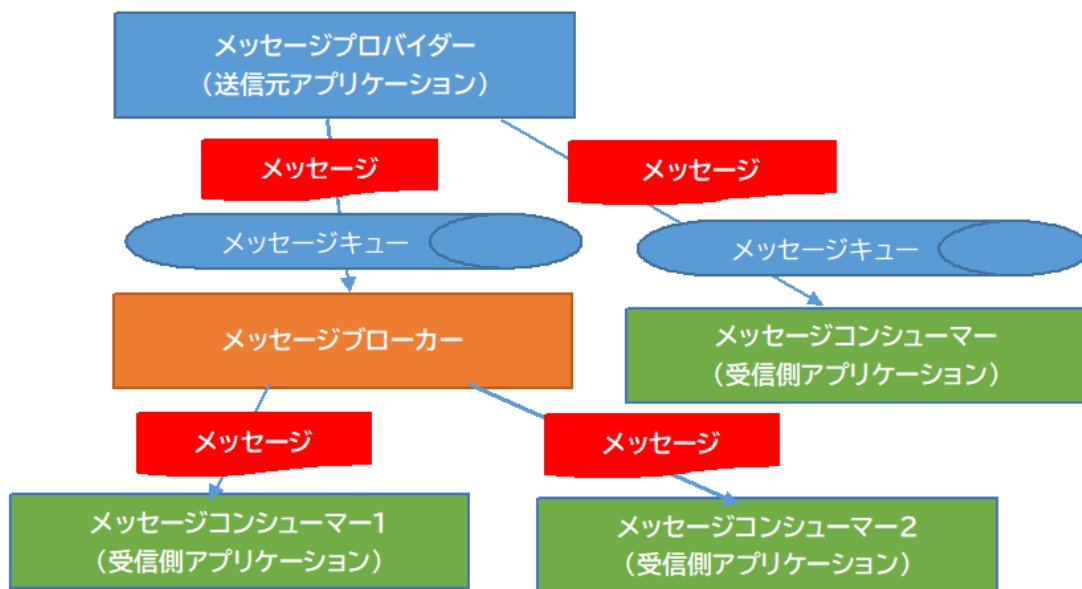 メッセージプロバイダー
（送信元アプリケーション）
メッセージ
メッセージ
メッセージキュー
メッセージキュー
メッセージブローカー
メッセージコンシューマー
（受信側アプリケーション）
メッセージ
メッセージ
メッセージコンシューマー1
（受信側アプリケーション）
メッセージコンシューマー2
（受信側アプリケーション）